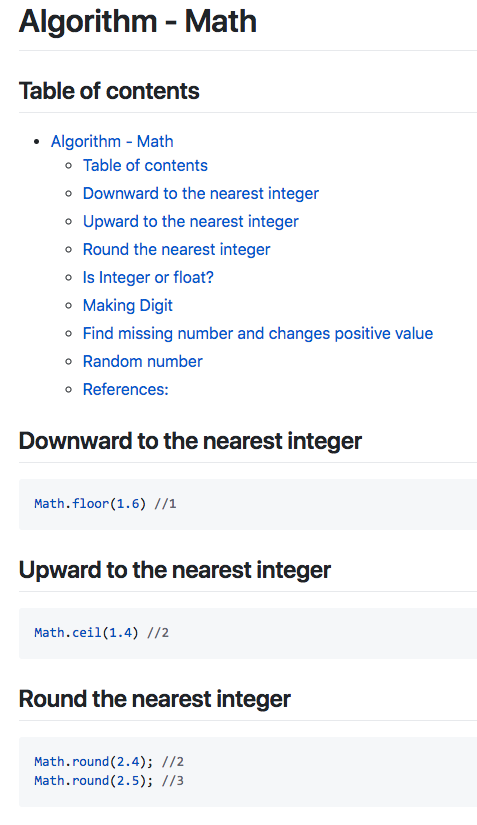 Algorithm - Math
Table of contents
Algorithm - Math
Table of contents
Downward to the nearest integer
Upward to the nearest integer
Round the nearest integer
Is Integer or float?
Making Digit
Find missing number and changes positive value
Random number
References:
Downward to the nearest integer
Math.floor(1.6) //1
Upward to the nearest integer
Math.ceil(1.4) //2
Round the nearest integer
Math.round(2.4); //2
Math.round(2.5); //3